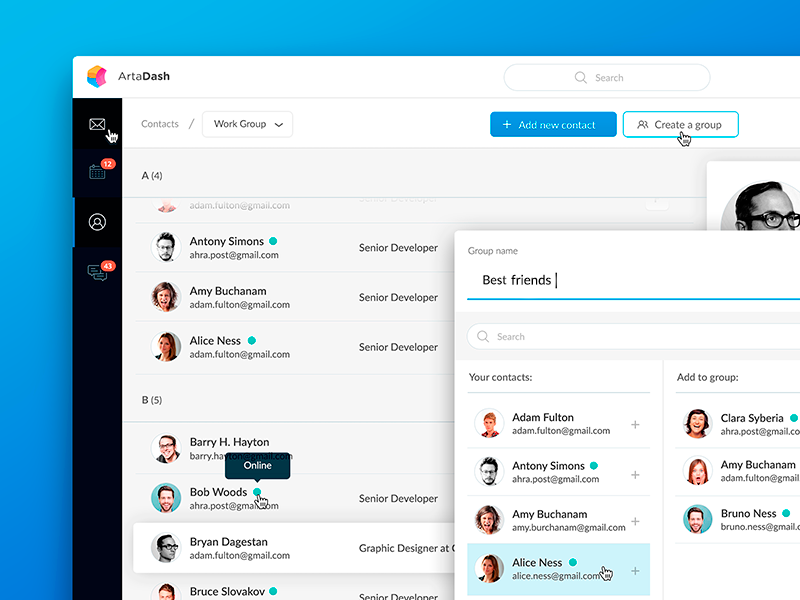 ArtaDash
Search
Contacts / Work Group
+ Add new contact
Create a group
12
43
A (4)
adam.fulton@gmail.com
Senior Developer
Antony Simons
ahra.post@gmail.com
Senior Developer
Amy Buchanam
adam.fulton@gmail.com
Senior Developer
Alice Ness
adam.fulton@gmail.com
Senior Developer
B (5)
Barry H. Hayton
barry.hayton@gmail.com
Online
Bob Woods
ahra.post@gmail.com
Senior Developer
Bryan Dagestan
adam.fulton@gmail.com
Graphic Designer at
Bruce Slovakov
Senior Developer
Group name
Best friends
Search
Your contacts:
Adam Fulton
adam.fulton@gmail.com
+
Antony Simons
ahra.post@gmail.com
+
Amy Buchanam
amy.burchanam@gmail.com
+
Alice Ness
alice.ness@gmail.com
+
Add to group:
Clara Syberia
ahra.post@gmail.co
Amy Buchanam
adam.fulton@gmail.
Bruno Ness
bruno.ness@gmail.c